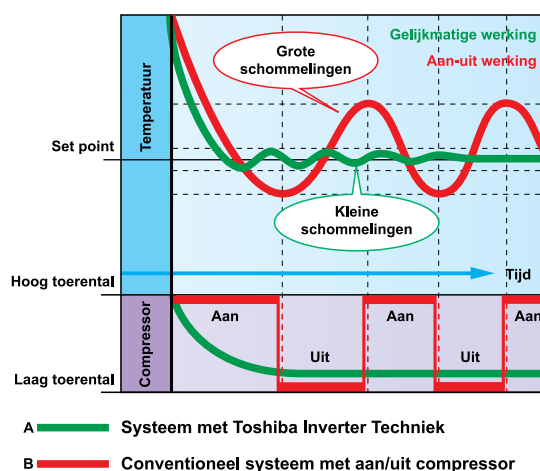 Gelijkmatige werking
Aan-uit werking
Grote
schommelingen
Temperatuur
Set point
Kleine
schommelingen
Tijd
Hoog toerental
Compressor
Aan
Uit
Aan
Uit
Aan
Laag toerental
A Systeem met Toshiba Inverter Techniek
B Conventioneel systeem met aan/uit compressor